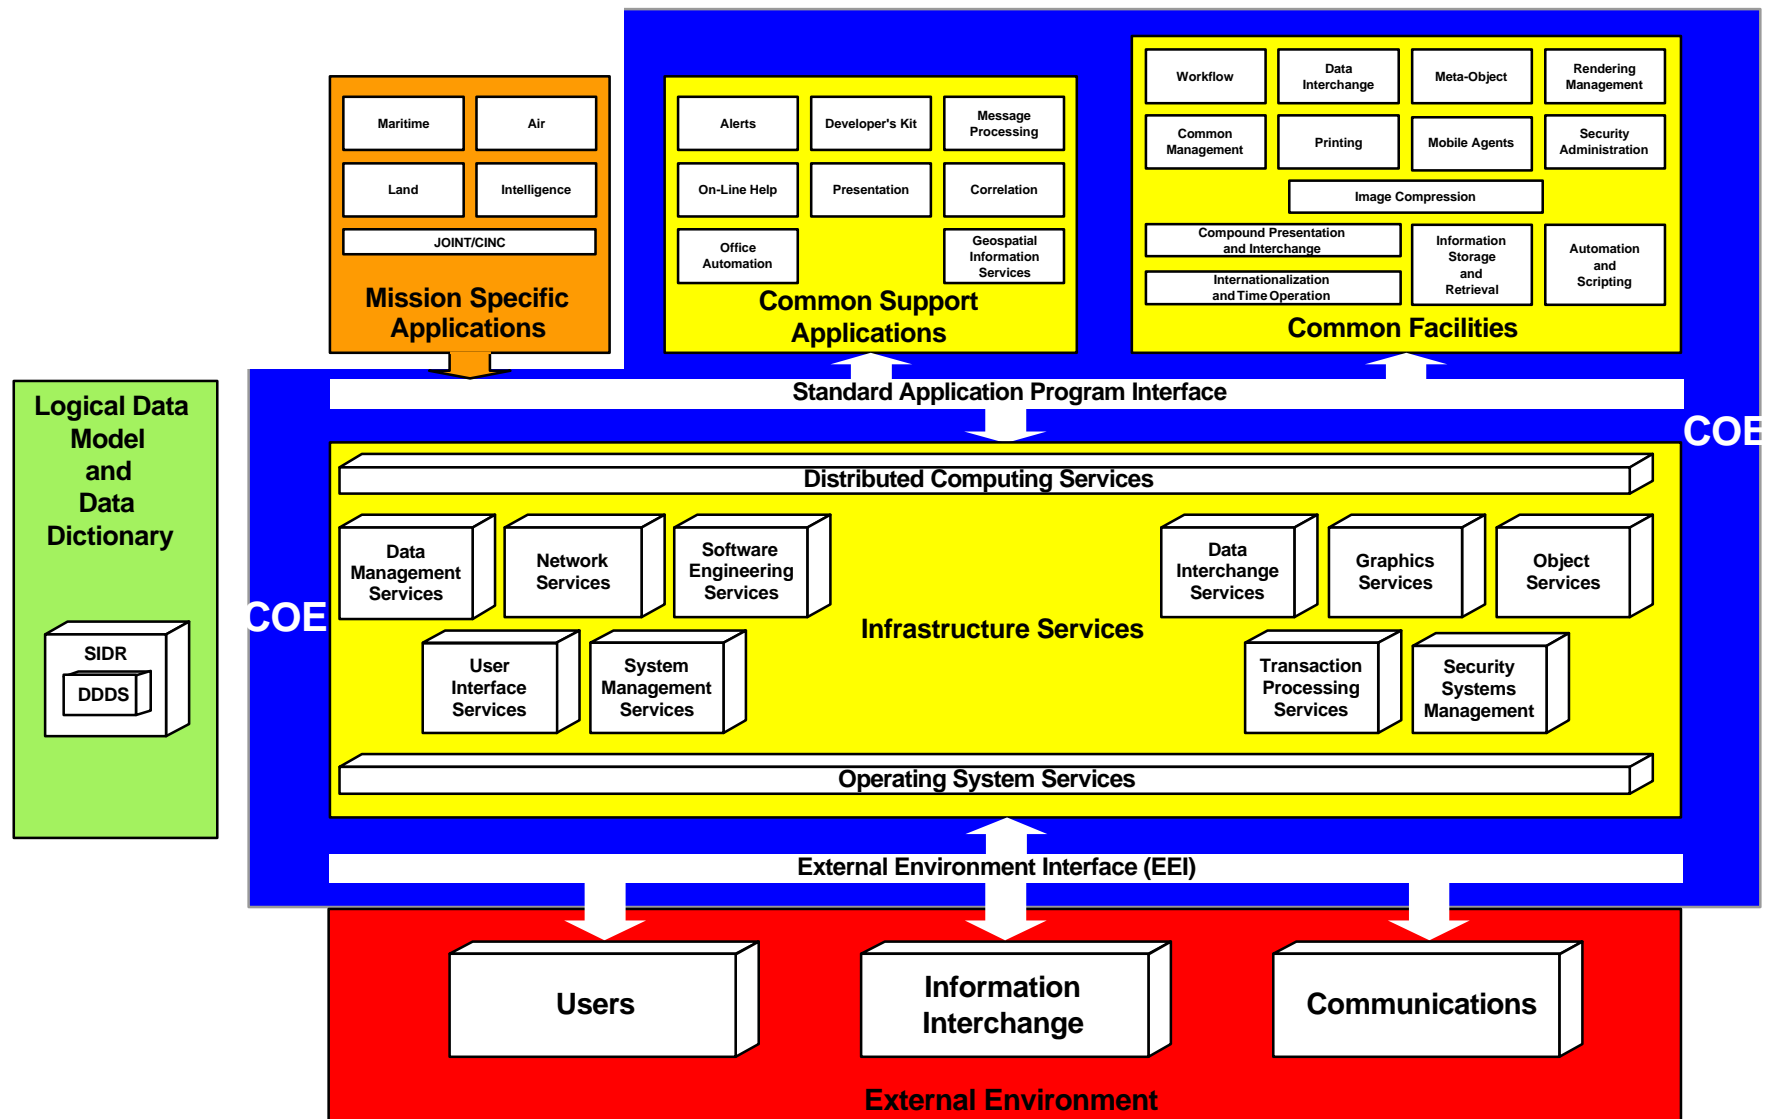 Maritime
Air
Land
Intelligence
JOINT/CINC
Mission Specific
Applications
Alerts
Developer's Kit
Message
Processing
On-Line Help
Presentation
Correlation
Office
Automation
Geospatial
Information
Services
Common Support
Applications
Workflow
Data
Interchange
Meta-Object
Rendering
Management
Common
Management
Printing
Mobile Agents
Security
Administration
Image Compression
Compound Presentation
and Interchange
Internationalization
and Time Operation
Information
Storage
and
Retrieval
Automation
and
Scripting
Common Facilities
Standard Application Program Interface
COE
Logical Data
Model
and
Data
Dictionary
SIDR
DDDS
COE
Distributed Computing Services
Data
Management
Services
Network
Services
Software
Engineering
Services
Data
Interchange
Services
Graphics
Services
Object
Services
Infrastructure Services
User
Interface
Services
System
Management
Services
Transaction
Processing
Services
Security
Systems
Management
Operating System Services
External Environment Interface (EEI)
Users
Information
Interchange
Communications
External Environment